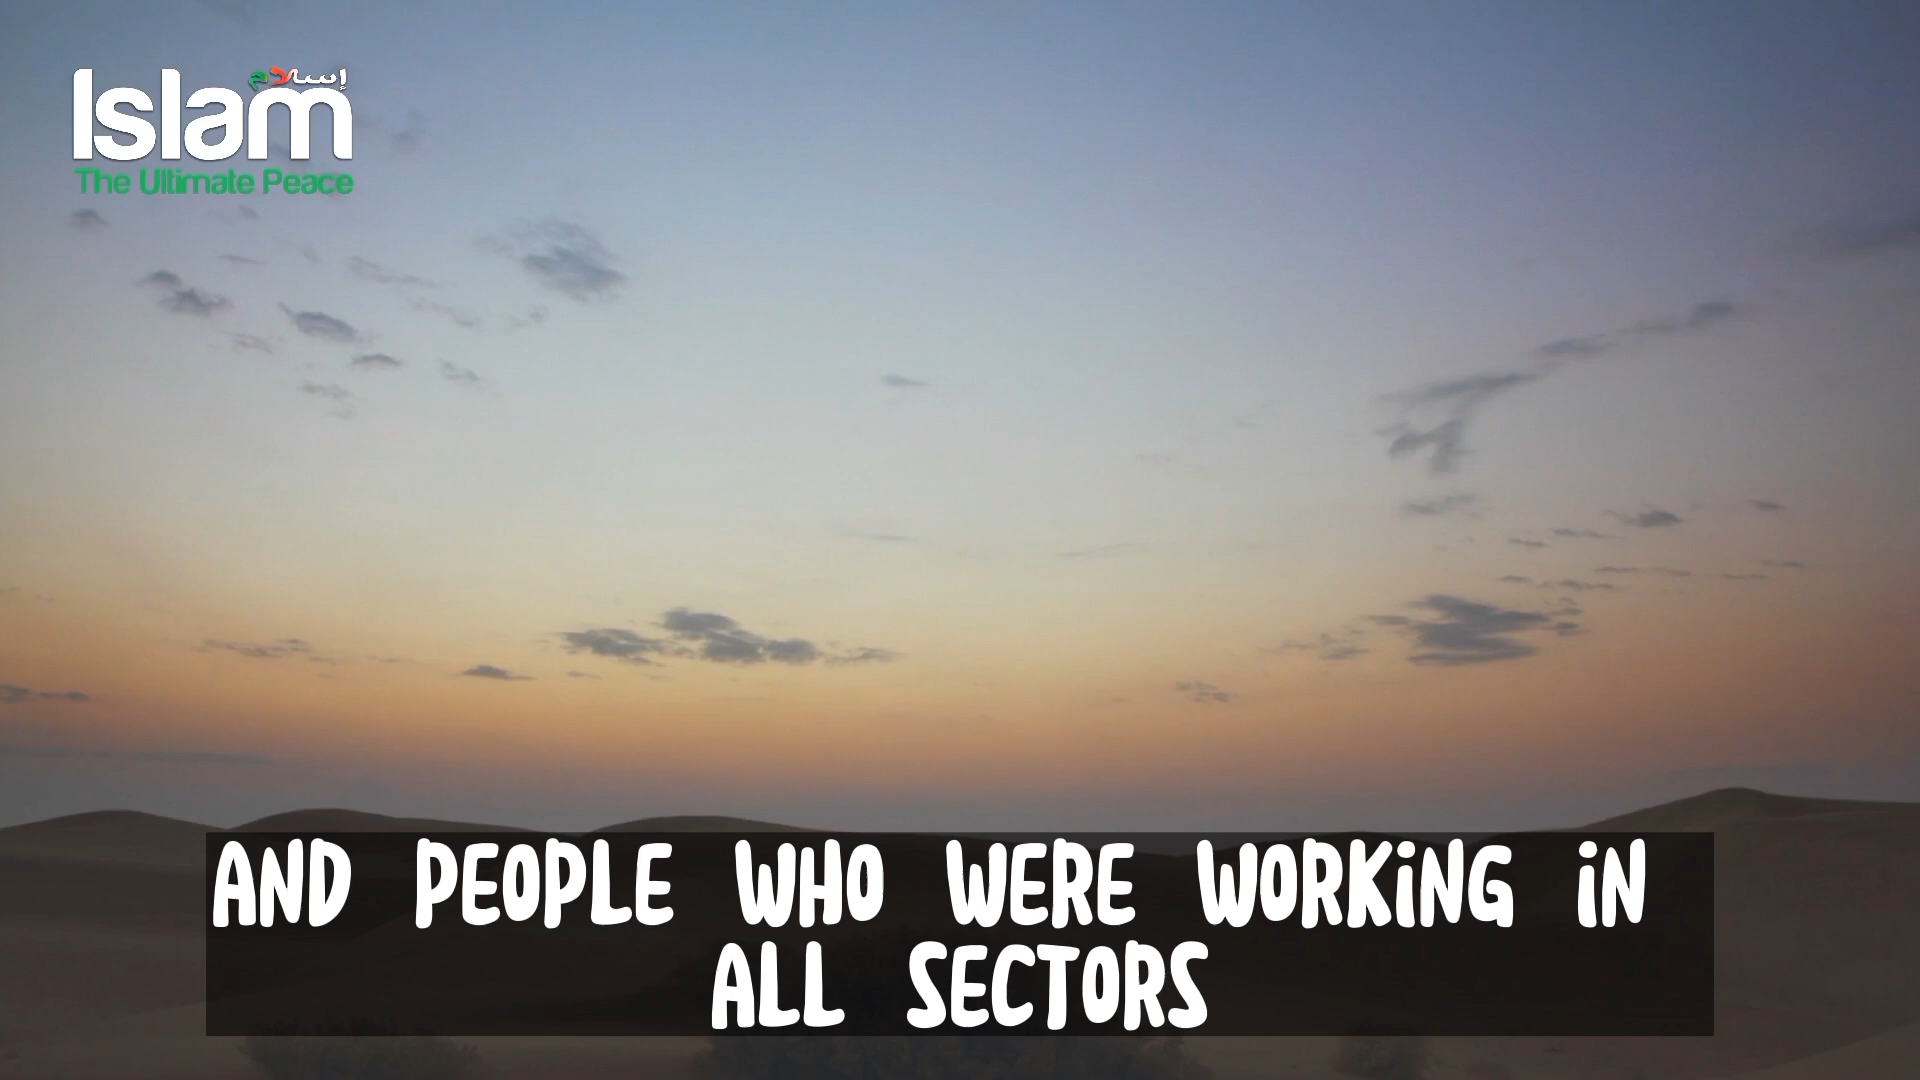 إسلام
Islam
The Ultimate Peace
AND PEOPLE WHO WERE WORKING IN
ALL SECTORS